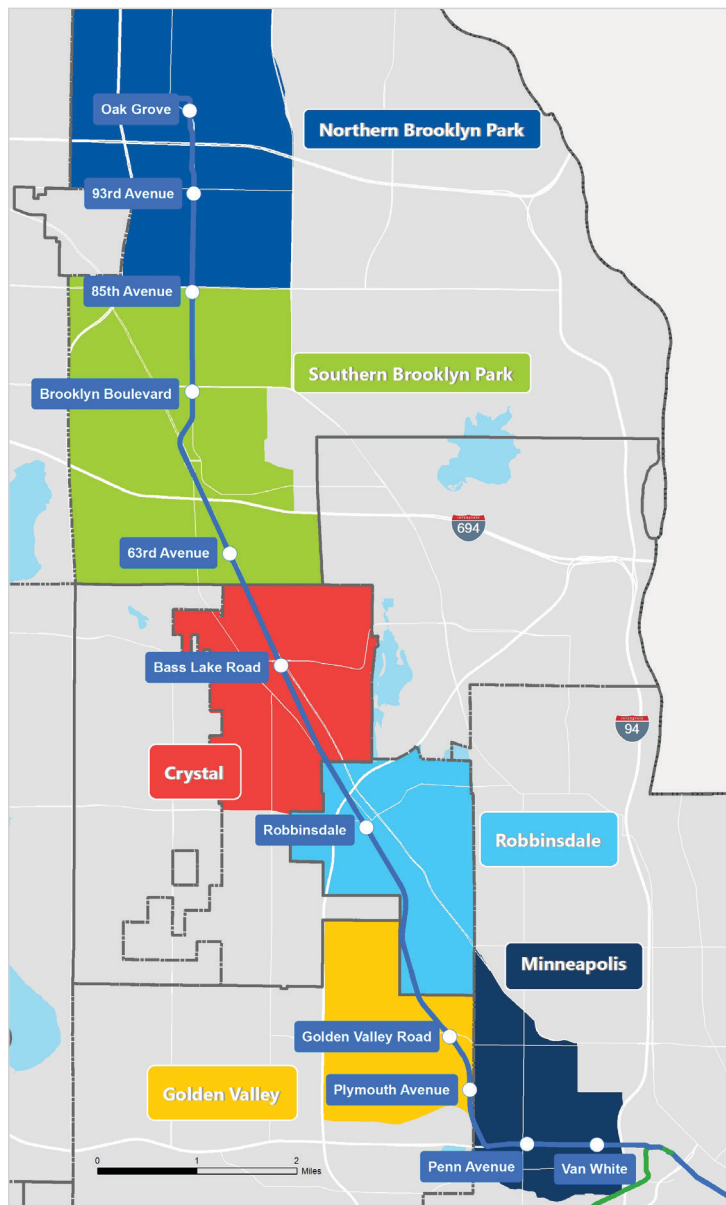 Oak Grove
Northern Brooklyn Park
93rd Avenue
85th Avenue
Southern Brooklyn Park
Brooklyn Boulevard
INTERSTATE
694
63rd Avenue
Bass Lake Road
INTERSTATE
94
Crystal
Robbinsdale
Robbinsdale
Minneapolis
Golden Valley Road
Golden Valley
Plymouth Avenue
Penn Avenue
Van White
0 1 2
Miles